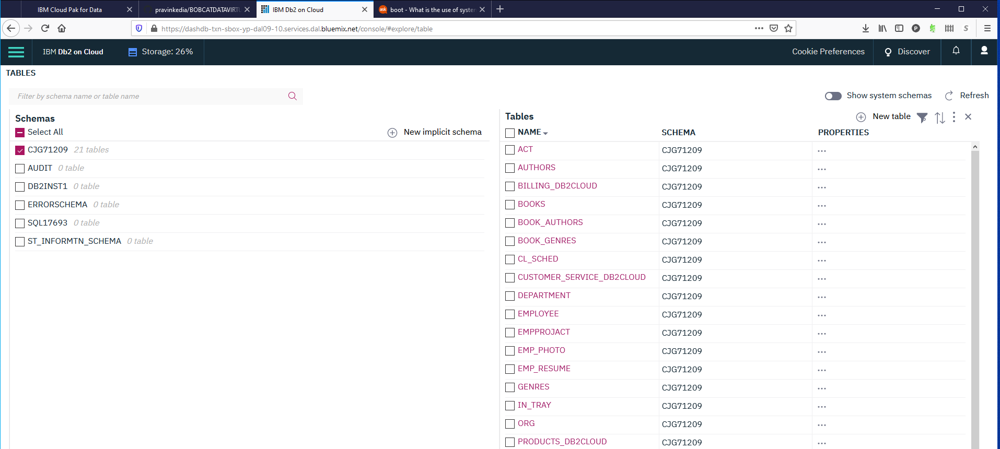 IBM Cloud Pak for Data
pravinkedia/BOBCATDATAVIRTU
IBM Db2 on Cloud
ask
boot - What is the use of system
https://dashdb-txn-sbox-yp-dal09-10.services.dal.bluemix.net/console/#explore/table
P
S
IBM Db2 on Cloud
Storage: 26%
Cookie Preferences
Discover
TABLES
Filter by schema name or table name
Show system schemas
Refresh
Schemas
Select All
New implicit schema
CJG71209 21 tables
AUDIT 0 table
DB2INST1 0 table
ERRORSCHEMA 0 table
SQL17693 0 table
ST_INFORMTN_SCHEMA 0 table
Tables
New table
NAME SCHEMA PROPERTIES
ACT CJG71209 ...
AUTHORS CJG71209 ...
BILLING_DB2CLOUD CJG71209 ...
BOOKS CJG71209 ...
BOOK_AUTHORS CJG71209 ...
BOOK_GENRES CJG71209 ...
CL_SCHED CJG71209 ...
CUSTOMER_SERVICE_DB2CLOUD CJG71209 ...
DEPARTMENT CJG71209 ...
EMPLOYEE CJG71209 ...
EMPPROJACT CJG71209 ...
EMP_PHOTO CJG71209 ...
EMP_RESUME CJG71209 ...
GENRES CJG71209 ...
IN_TRAY CJG71209 ...
ORG CJG71209 ...
PRODUCTS_DB2CLOUD CJG71209 ...